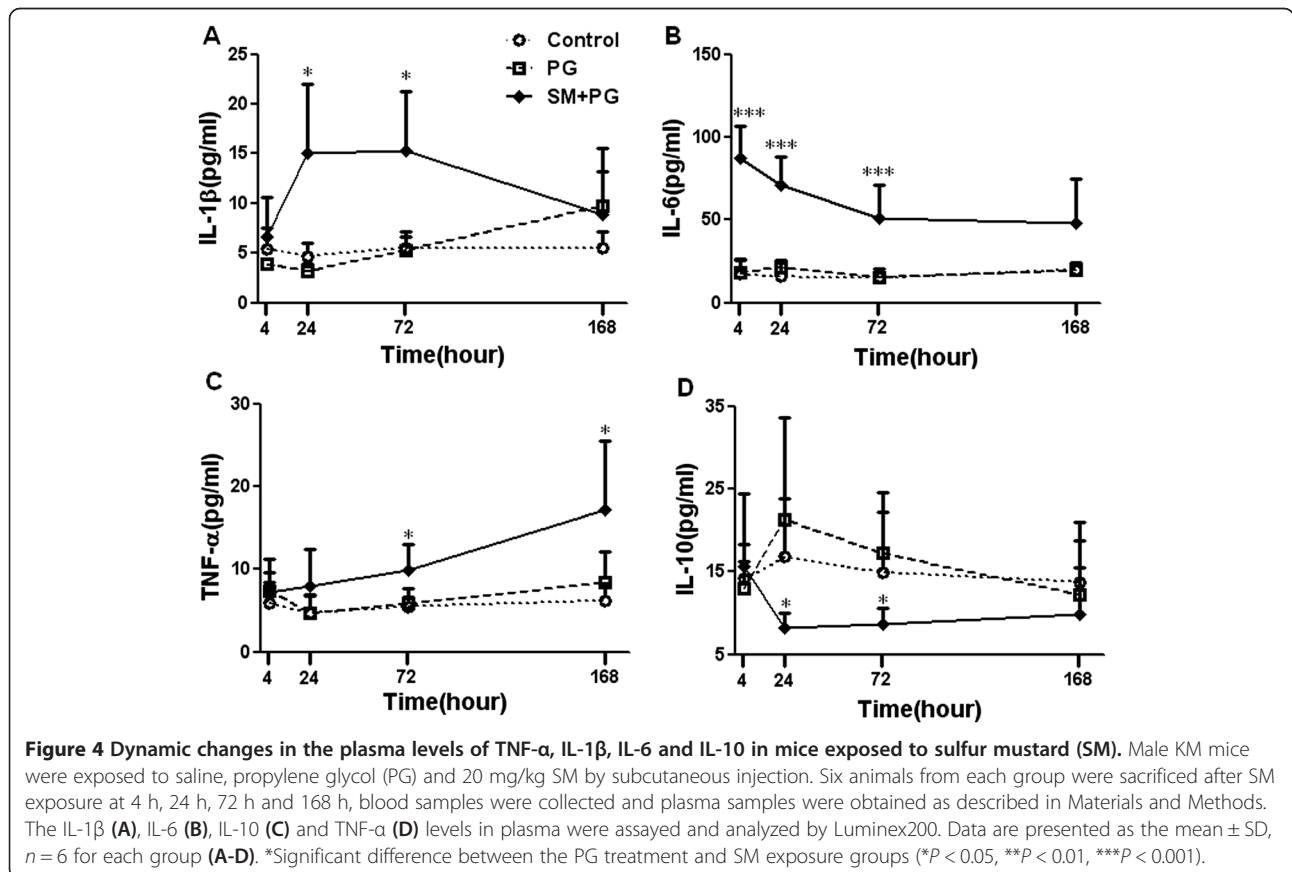 A
Control
PG
SM+PG
25
20
15
10
5
0
IL-1β(pg/ml)
* *
4 24 72 168
Time(hour)
B
150
100
50
0
IL-6(pg/ml)
*** *** ***
4 24 72 168
Time(hour)
C
30
20
10
0
TNF-α(pg/ml)
* *
4 24 72 168
Time(hour)
D
35
25
15
5
IL-10(pg/ml)
* *
4 24 72 168
Time(hour)
Figure 4 Dynamic changes in the plasma levels of TNF-α, IL-1β, IL-6 and IL-10 in mice exposed to sulfur mustard (SM). Male KM mice
were exposed to saline, propylene glycol (PG) and 20 mg/kg SM by subcutaneous injection. Six animals from each group were sacrificed after SM
exposure at 4 h, 24 h, 72 h and 168 h, blood samples were collected and plasma samples were obtained as described in Materials and Methods.
The IL-1β (A), IL-6 (B), IL-10 (C) and TNF-α (D) levels in plasma were assayed and analyzed by Luminex200. Data are presented as the mean ± SD,
n = 6 for each group (A-D). *Significant difference between the PG treatment and SM exposure groups (*P < 0.05, **P < 0.01, ***P < 0.001).